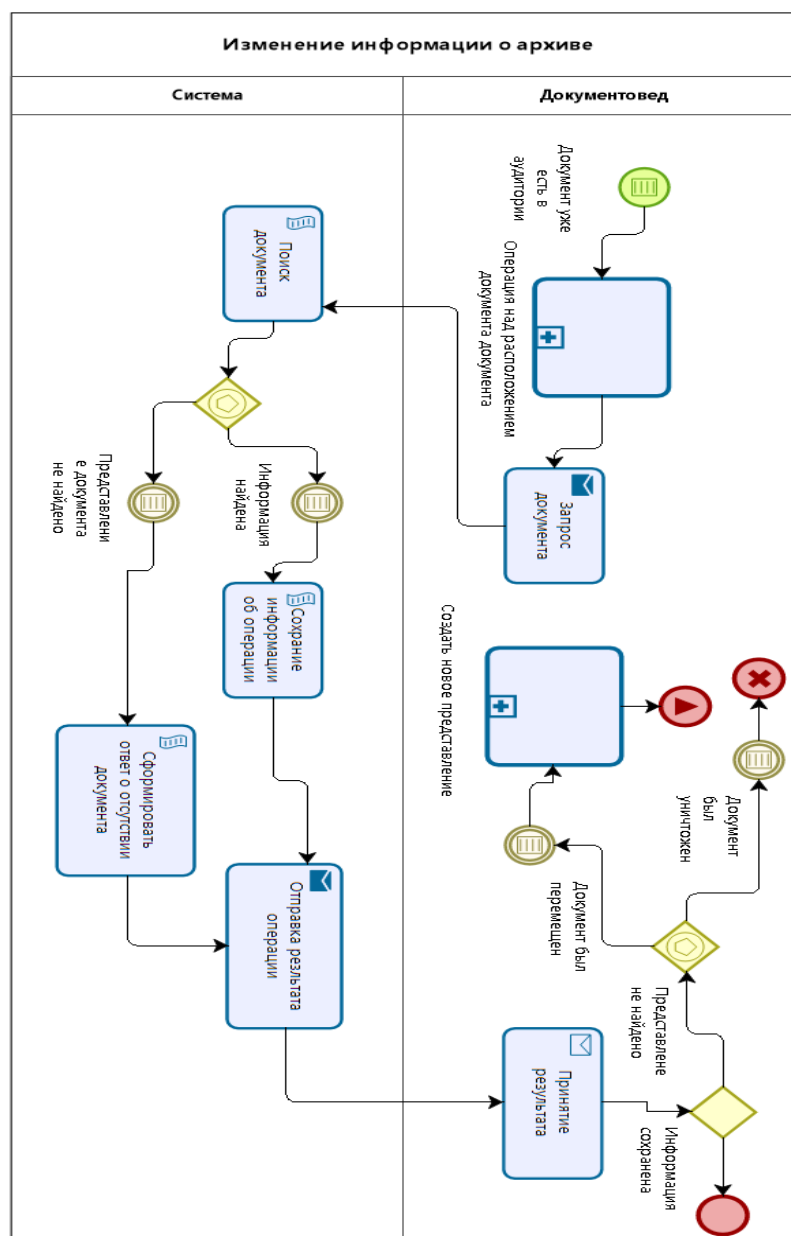 Изменение информации о архиве
Система
Документовед
Документ уже
есть в
аудитории
Операция над расположением
документа документа
Запрос
документа
Поиск
документа
Информация
найдена
Представлени
е документа
не найдено
Сохрание
информации
об операции
Сформировать
ответ о отсутствии
документа
Отправка резльтата
операции
Принятие
результата
Информация
сохранена
Представлене
не найдено
Документ
был
уничтожен
Документ был
перемещен
Создать новое представление